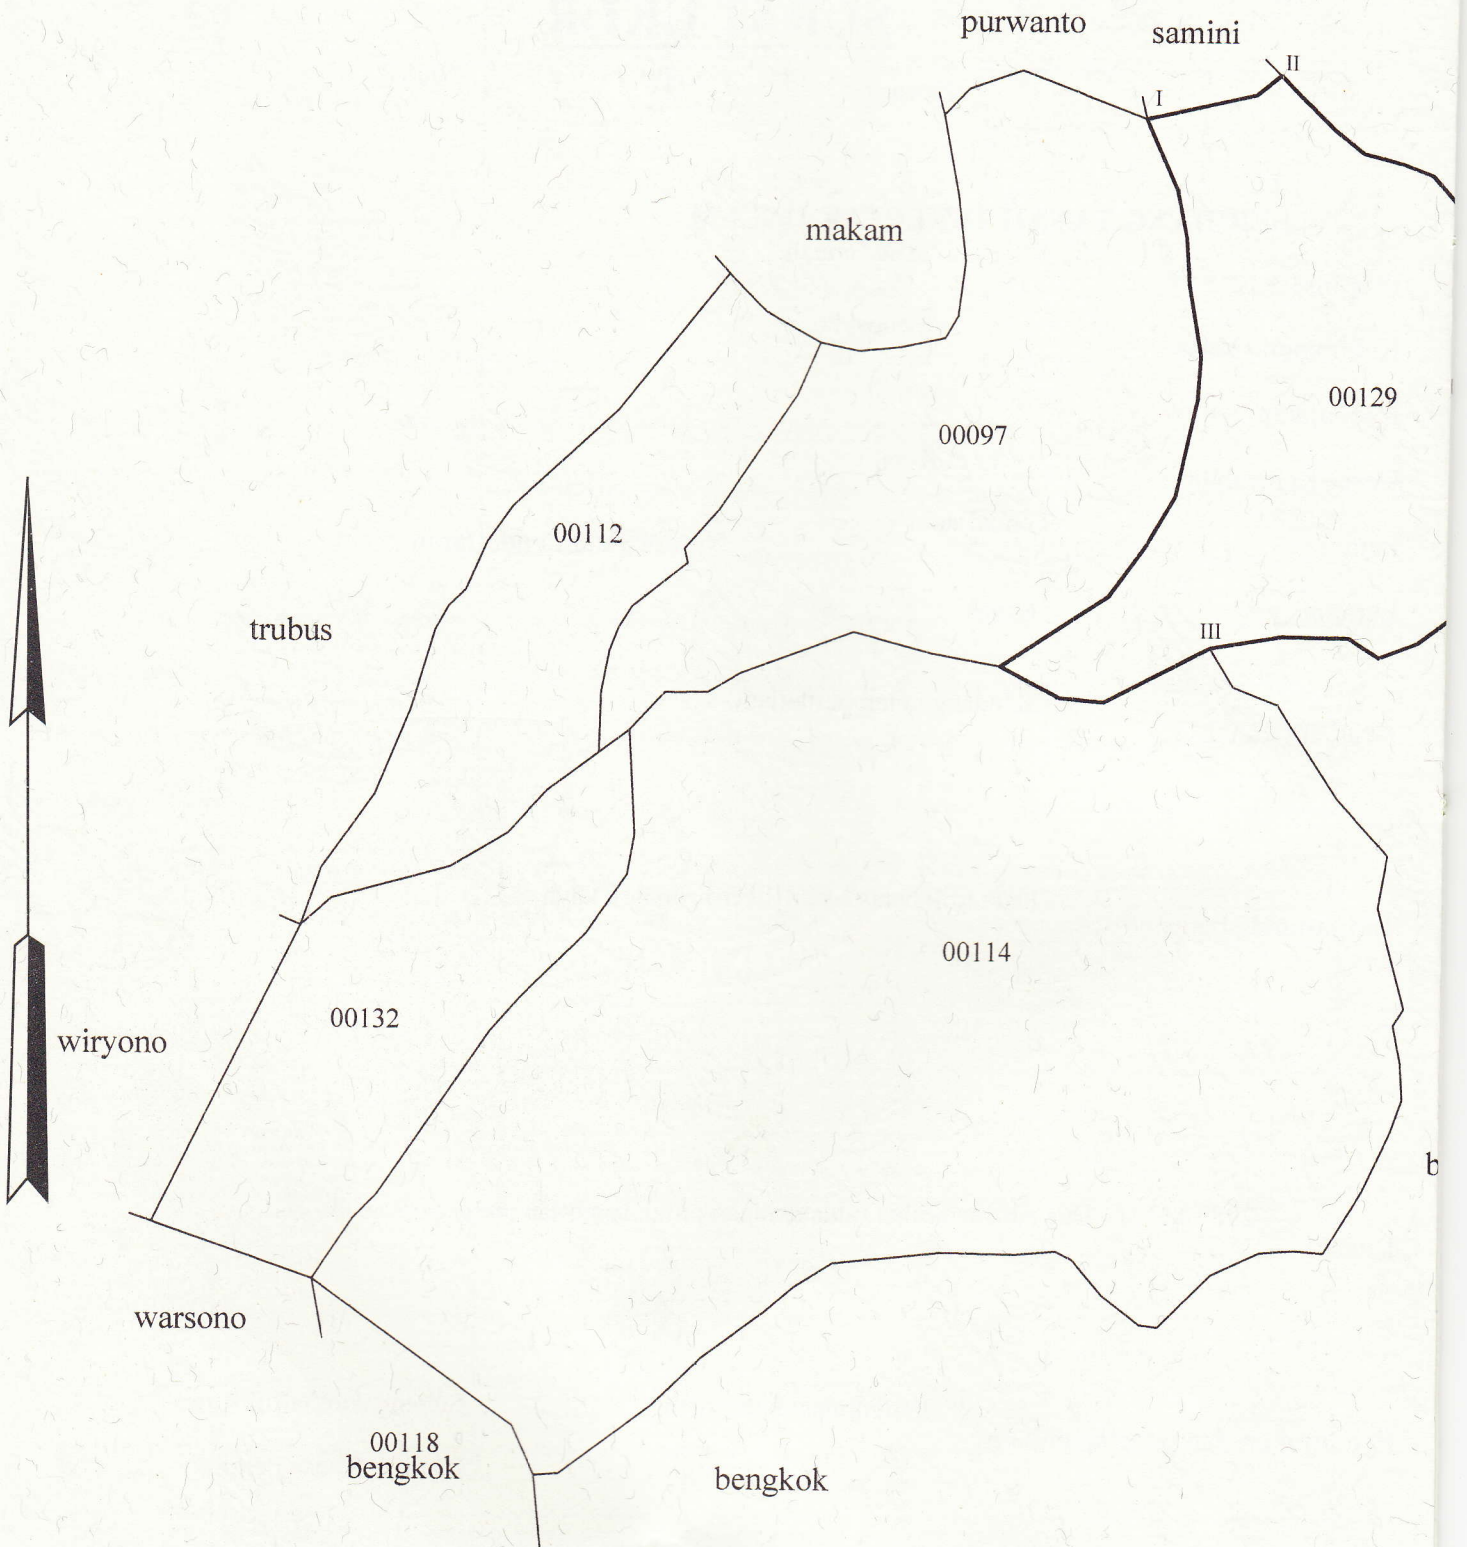 purwanto
samini
II
I
makam
00129
00097
00112
trubus
III
00114
00132
wiryono
b
warsono
00118
bengkok
bengkok